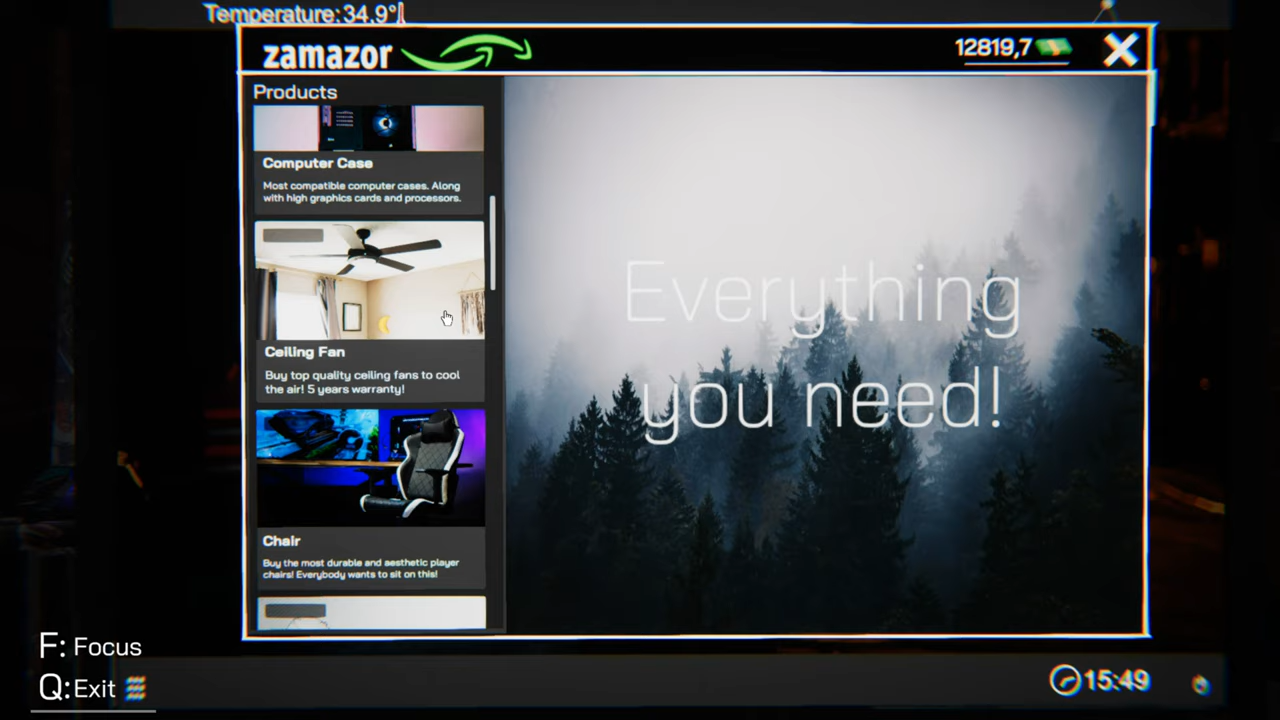 Temperature:34.9°
zamazor
12819,7
Products
Computer Case
Most compatible computer cases. Along
with high graphics cards and processors.
Ceiling Fan
Buy top quality ceiling fans to cool
the air! 5 years warranty!
Chair
Buy the most durable and aesthetic player
chairs! Everybody wants to sit on this!
Everything
you need!
F: Focus
Q:Exit
15:49